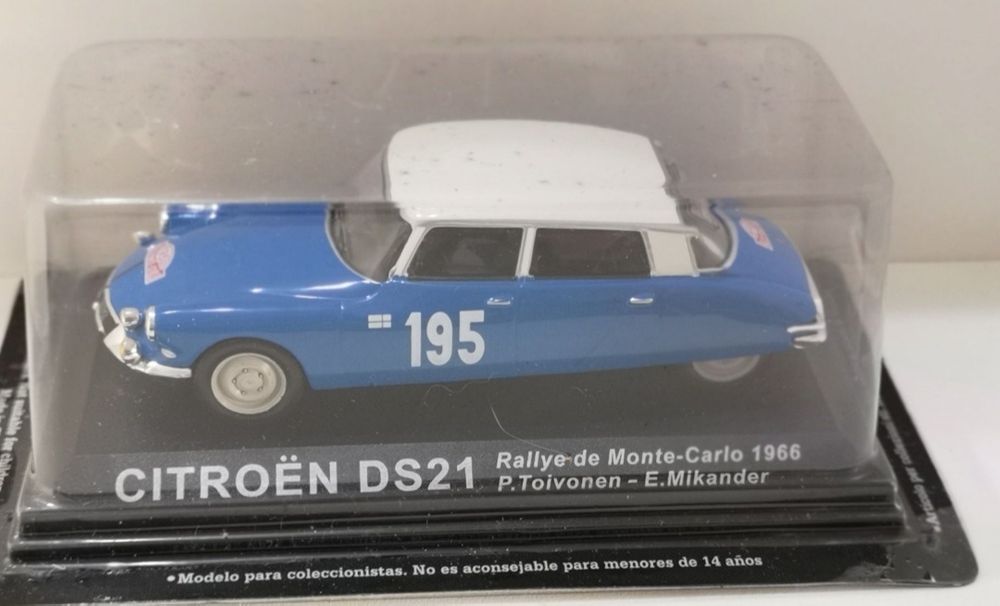 195
CITROËN DS21
Rallye de Monte-Carlo 1966
P.Toivonen - E.Mikander
•Modelo para coleccionistas. No es aconsejable para menores de 14 años